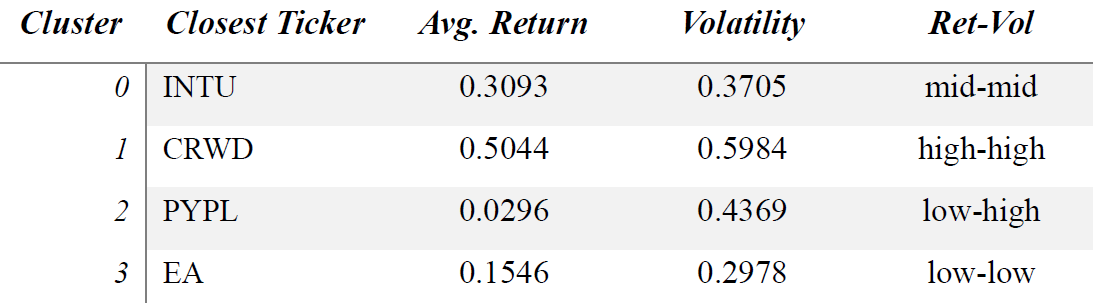 Cluster Closest Ticker Avg. Return Volatility Ret-Vol
0 INTU 0.3093 0.3705 mid-mid
1 CRWD 0.5044 0.5984 high-high
2 PYPL 0.0296 0.4369 low-high
3 EA 0.1546 0.2978 low-low